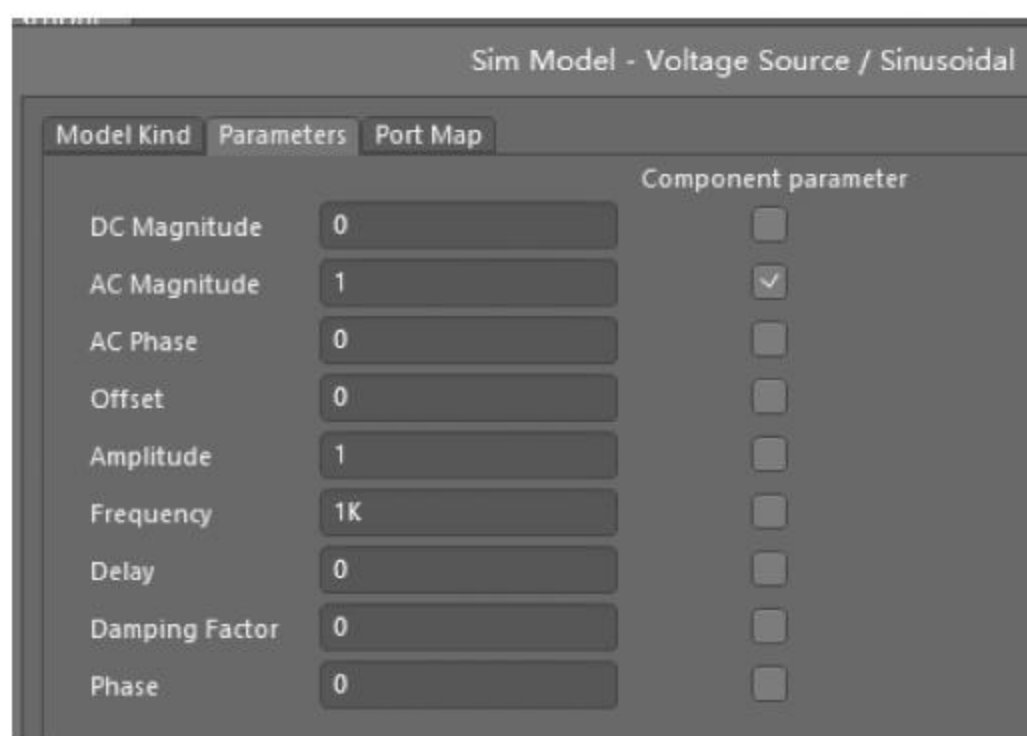 Sim Model - Voltage Source / Sinusoidal
Model Kind Parameters Port Map
Component parameter
DC Magnitude 0
AC Magnitude 1
AC Phase 0
Offset 0
Amplitude 1
Frequency 1K
Delay 0
Damping Factor 0
Phase 0